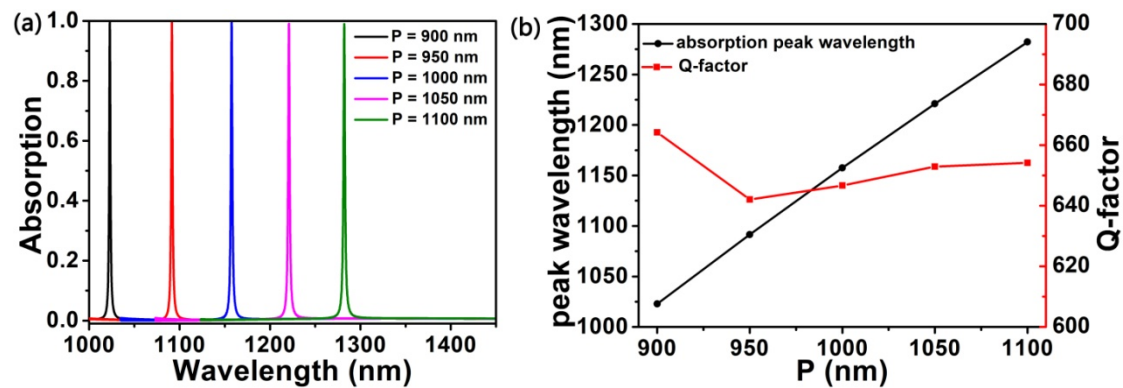 (a)
1.0
0.8
0.6
0.4
0.2
0.0
Absorption
P = 900 nm
P = 950 nm
P = 1000 nm
P = 1050 nm
P = 1100 nm
1000 1100 1200 1300 1400
Wavelength (nm)
(b)
1300
1250
1200
1150
1100
1050
1000
peak wavelength (nm)
absorption peak wavelength
Q-factor
700
680
660
640
620
600
Q-factor
900 950 1000 1050 1100
P (nm)